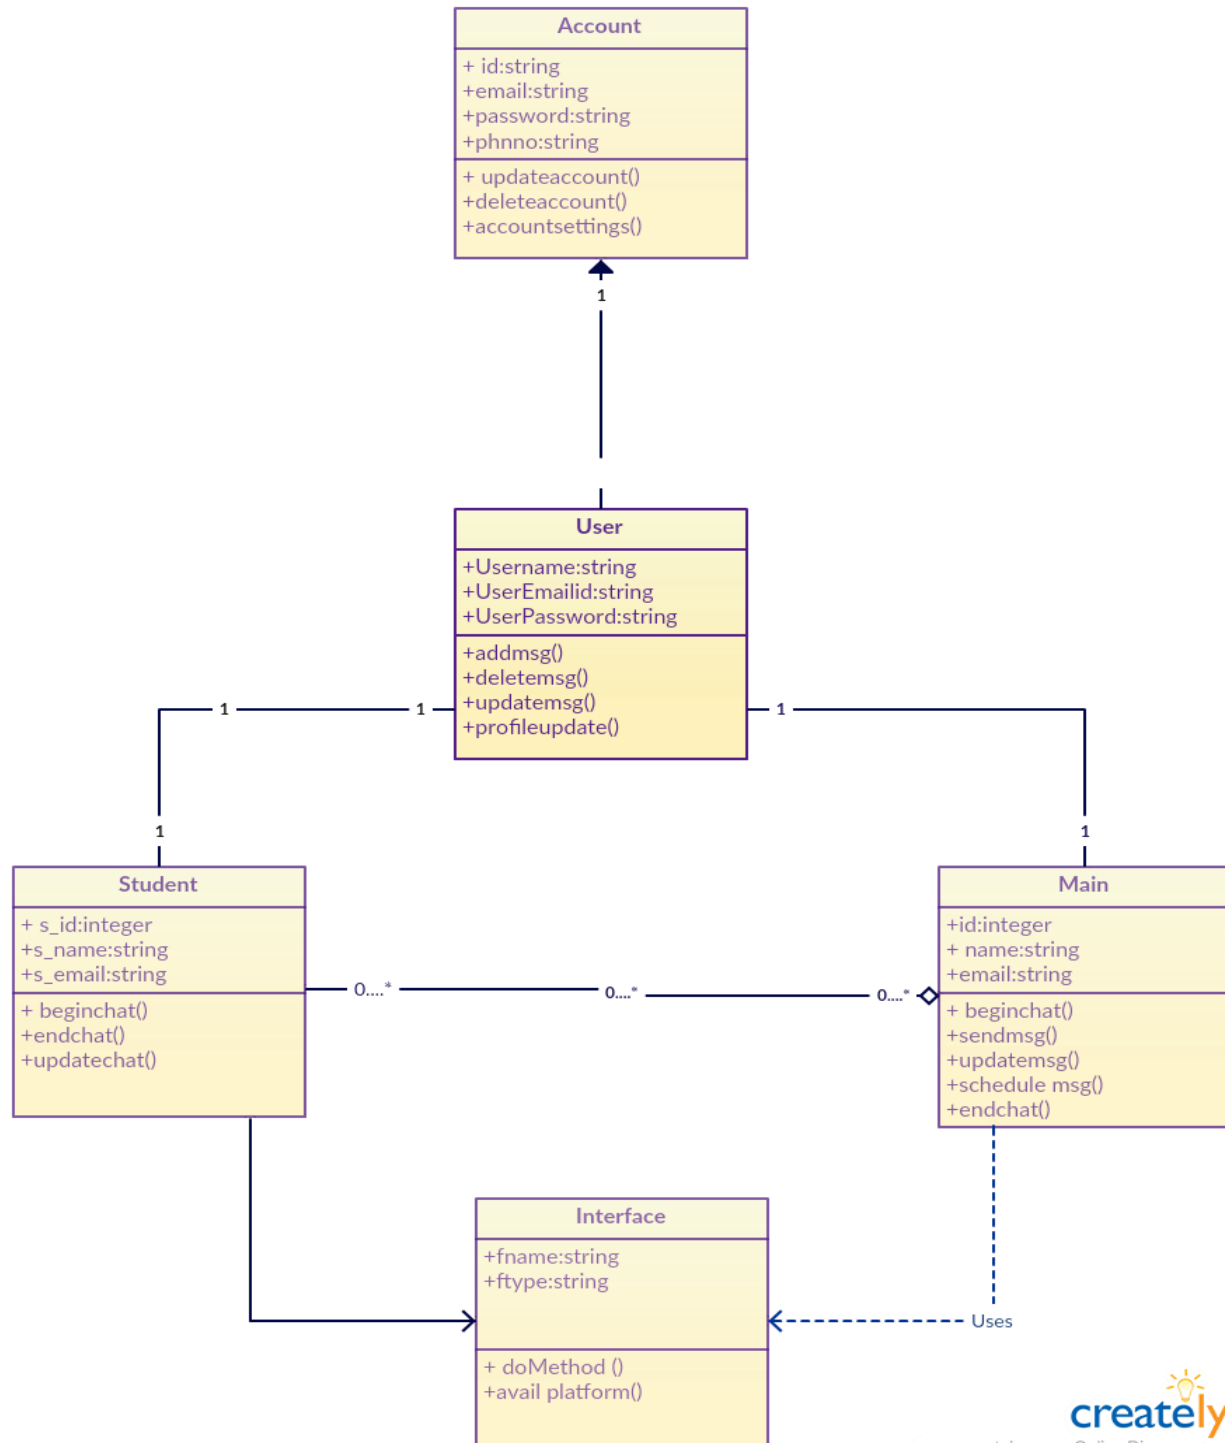 Account
+ id:string
+email:string
+password:string
+phnno:string
+ updateaccount()
+deleteaccount()
+accountsettings()
1
User
+Username:string
+UserEmailid:string
+UserPassword:string
+addmsg()
+deletemsg()
+updatemsg()
+profileupdate()
1
1
1
1
1
Student
+ s_id:integer
+s_name:string
+s_email:string
+ beginchat()
+endchat()
+updatechat()
0....*
0....*
0....*
Main
+id:integer
+ name:string
+email:string
+ beginchat()
+sendmsg()
+updatemsg()
+schedule msg()
+endchat()
Interface
+fname:string
+ftype:string
+ doMethod ()
+avail platform()
Uses
creately